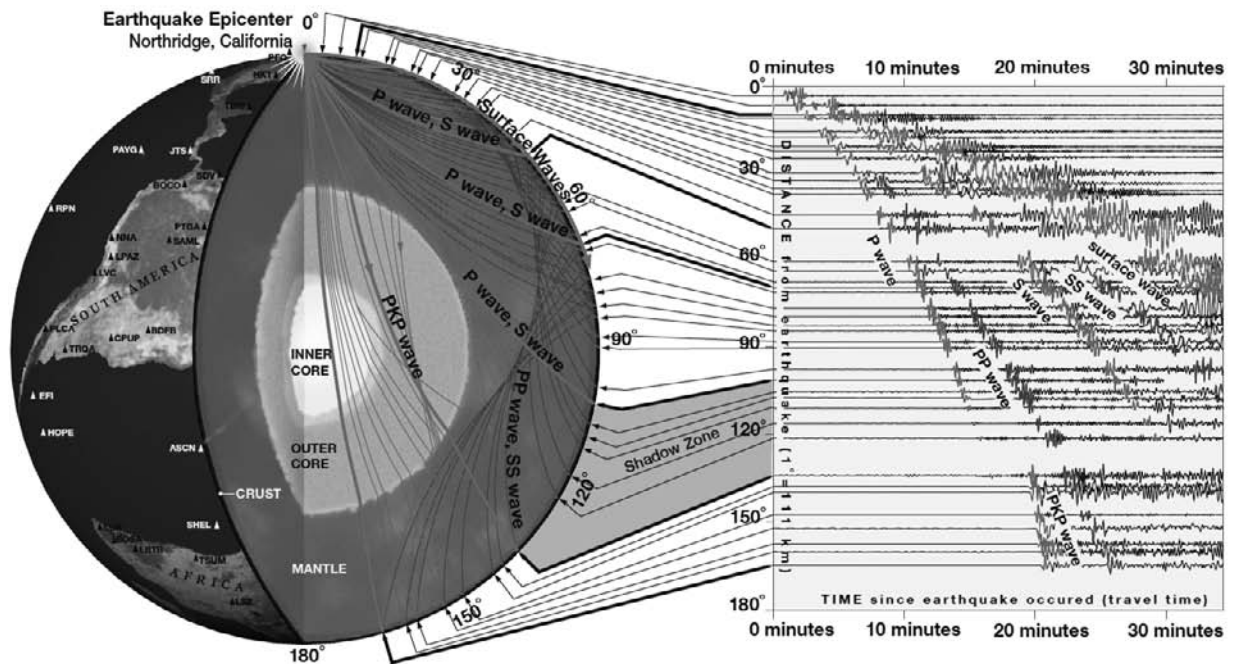 Earthquake Epicenter
Northridge, California
0°
30°
60°
90°
120°
150°
180°
P wave, S wave
Surface Waves
P wave, S wave
P wave, S wave
PKP wave
PP wave, SS wave
INNER
CORE
OUTER
CORE
MANTLE
CRUST
Shadow Zone
PFO
SRR
HKT
PAYG
JTS
SDV
BOCO
RPN
PTGA
NNA
SAML
LPAZ
LVC
SOUTH AMERICA
PLCA
CPUP
BDFB
TRQA
EFI
HOPE
ASCN
SHEL
TSUM
AFRICA
LSZ
0 minutes
10 minutes
20 minutes
30 minutes
0°
30°
60°
90°
120°
150°
180°
DISTANCE from earthquake (1° = 111 km)
P wave
S wave
SS wave
surface wave
PP wave
PKP wave
TIME since earthquake occured (travel time)
0 minutes
10 minutes
20 minutes
30 minutes